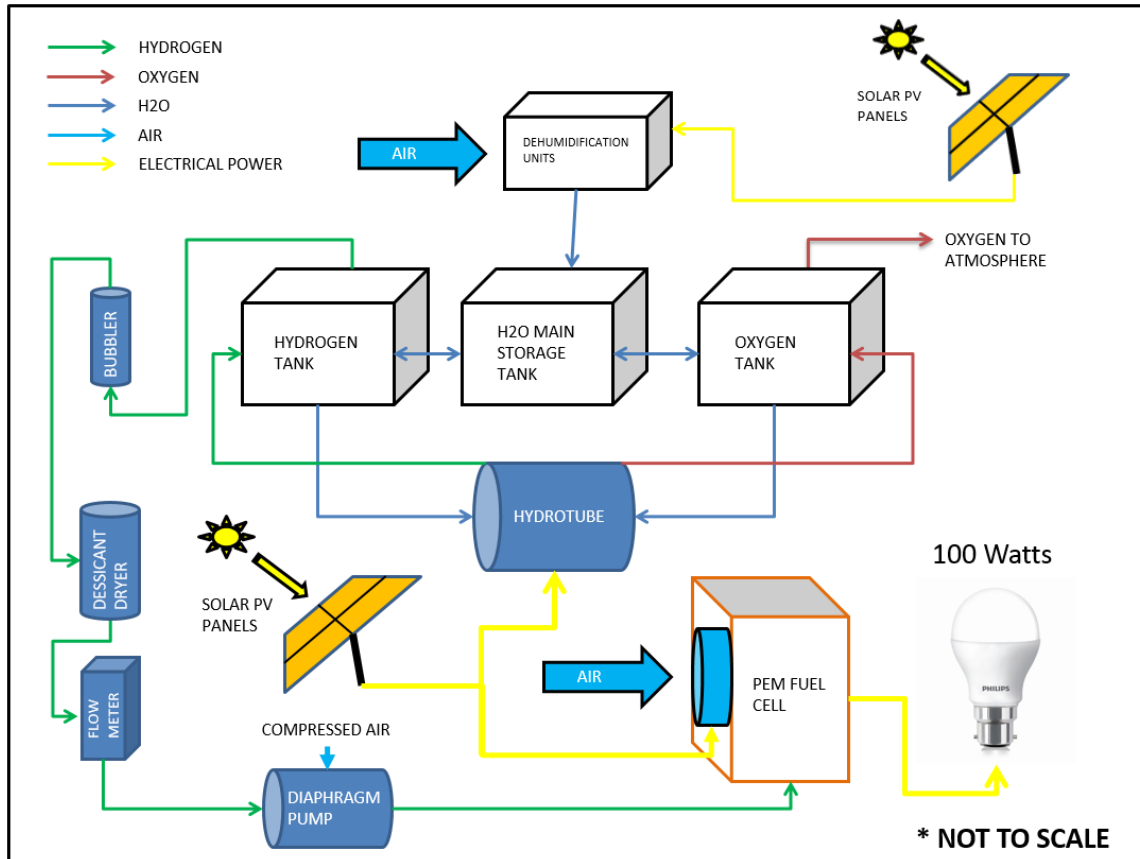 HYDROGEN
OXYGEN
H2O
AIR
ELECTRICAL POWER
SOLAR PV
PANELS
AIR
DEHUMIDIFICATION
UNITS
OXYGEN TO
ATMOSPHERE
BUBBLER
HYDROGEN
TANK
H2O MAIN
STORAGE
TANK
OXYGEN
TANK
HYDROTUBE
DESSICANT
DRYER
SOLAR PV
PANELS
100 Watts
AIR
PEM FUEL
CELL
PHILIPS
FLOW
METER
COMPRESSED AIR
DIAPHRAGM
PUMP
* NOT TO SCALE